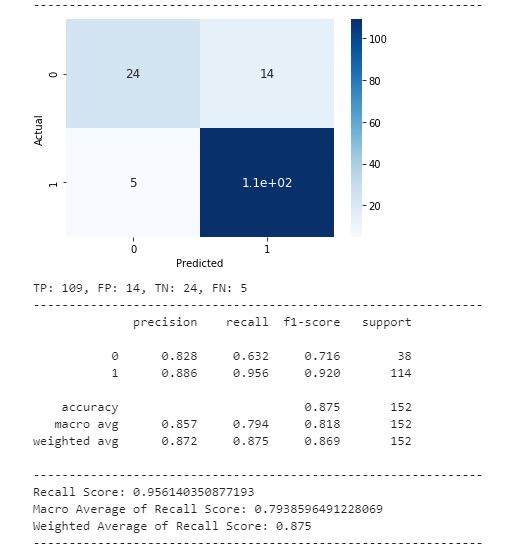 ------------------------------------------------------------
24 14
5 1.1e+02
0
1
Actual
0 1
Predicted
100
80
60
40
20
TP: 109, FP: 14, TN: 24, FN: 5
------------------------------------------------------------
precision recall f1-score support
0 0.828 0.632 0.716 38
1 0.886 0.956 0.920 114
accuracy 0.875 152
macro avg 0.857 0.794 0.818 152
weighted avg 0.872 0.875 0.869 152
------------------------------------------------------------
Recall Score: 0.956140350877193
Macro Average of Recall Score: 0.7938596491228069
Weighted Average of Recall Score: 0.875
------------------------------------------------------------